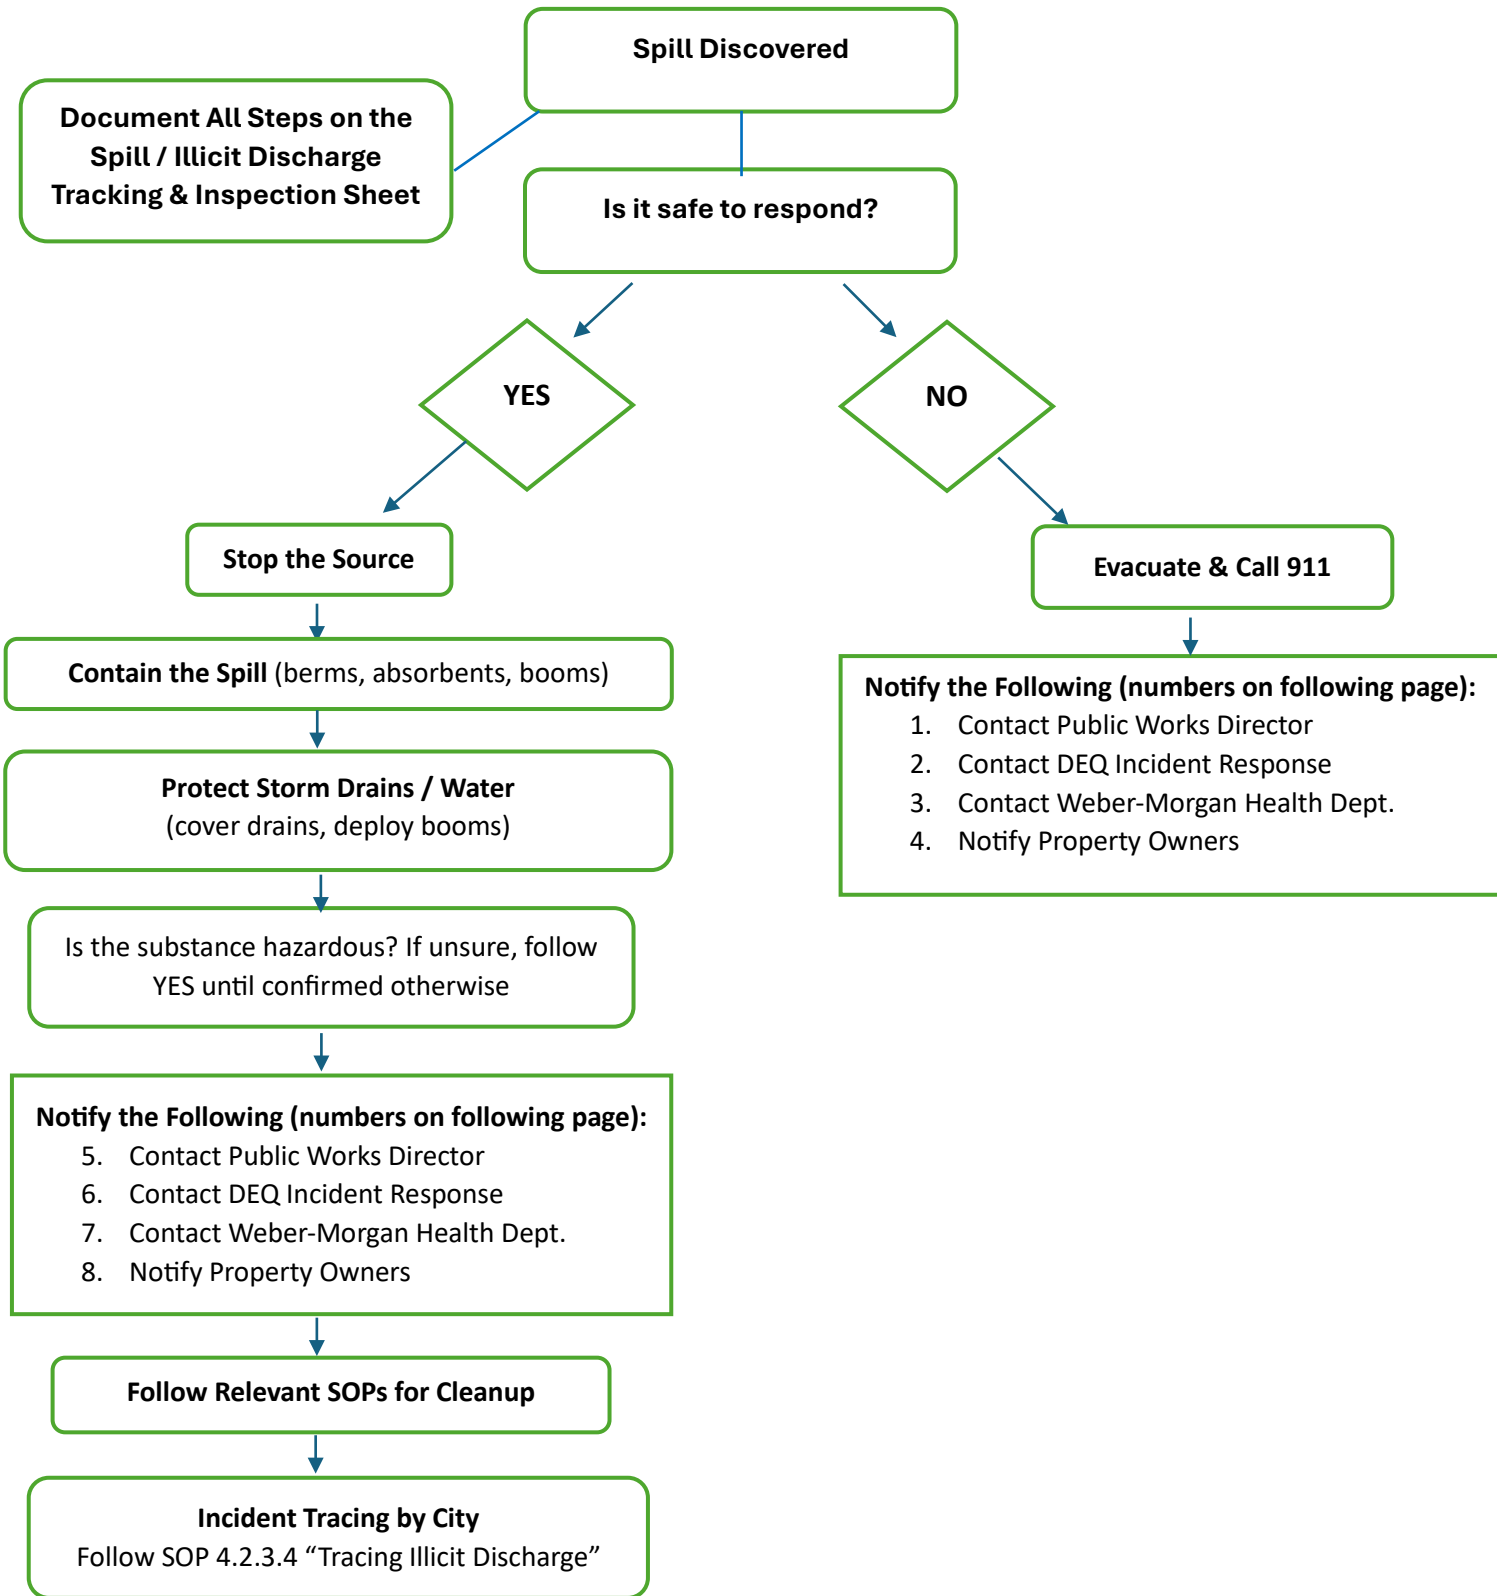 Spill Discovered
Document All Steps on the
Spill / Illicit Discharge
Tracking & Inspection Sheet
Is it safe to respond?
YES
NO
Stop the Source
Evacuate & Call 911
Contain the Spill (berms, absorbents, booms)
Notify the Following (numbers on following page):
1. Contact Public Works Director
2. Contact DEQ Incident Response
3. Contact Weber-Morgan Health Dept.
4. Notify Property Owners
Protect Storm Drains / Water
(cover drains, deploy booms)
Is the substance hazardous? If unsure, follow
YES until confirmed otherwise
Notify the Following (numbers on following page):
5. Contact Public Works Director
6. Contact DEQ Incident Response
7. Contact Weber-Morgan Health Dept.
8. Notify Property Owners
Follow Relevant SOPs for Cleanup
Incident Tracing by City
Follow SOP 4.2.3.4 “Tracing Illicit Discharge”